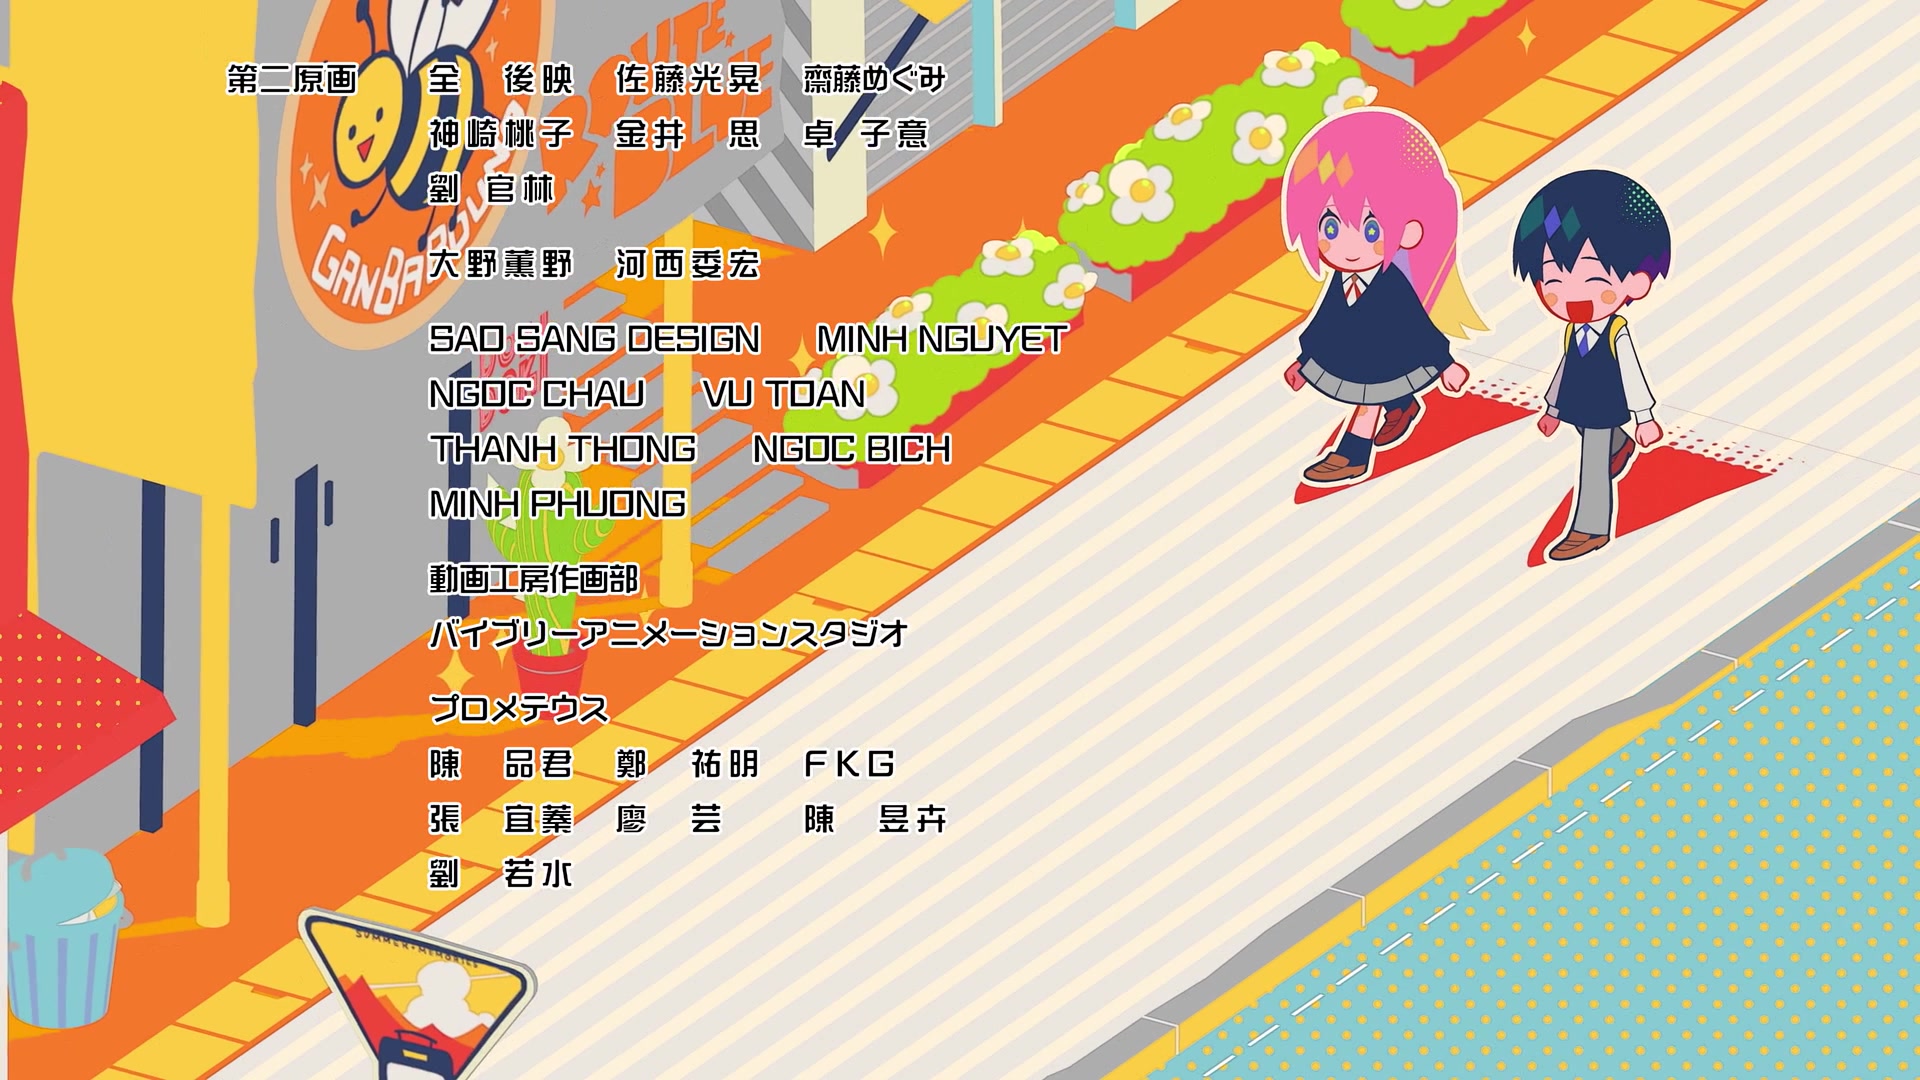 第二原画 全 後映 佐藤光晃 齋藤めぐみ
神崎桃子 金井 思 卓 子意
劉 官林
大野薫野 河西委宏
SAO SANG DESIGN MINH NGUYET
NGOC CHAU VU TOAN
THANH THONG NGOC BICH
MINH PHUONG
動画工房作画部
バイブリーアニメーションスタジオ
プロメテウス
陳 品君 鄭 祐明 FKG
張 宜蓁 廖 芸 陳 昱卉
劉 若水
SUMMER MEMORIES